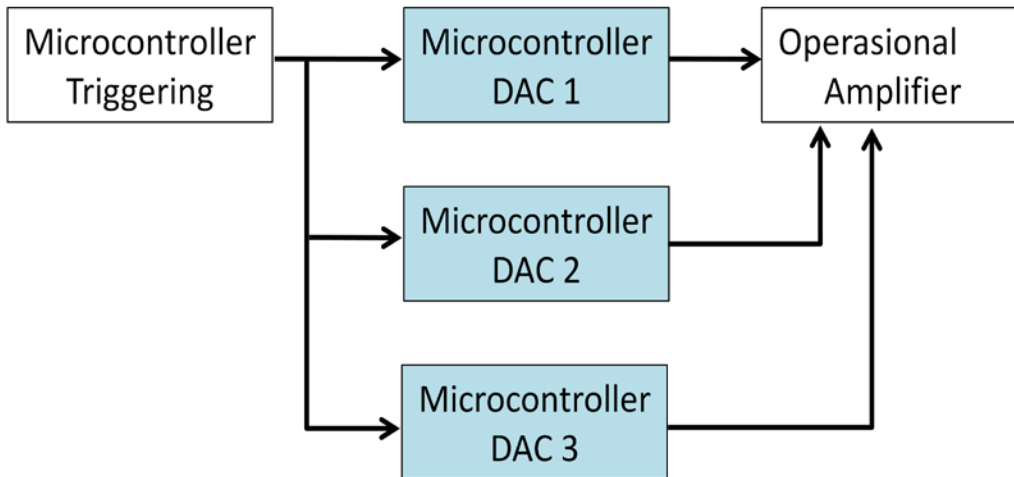 Microcontroller
Triggering
Microcontroller
DAC 1
Operasional
Amplifier
Microcontroller
DAC 2
Microcontroller
DAC 3